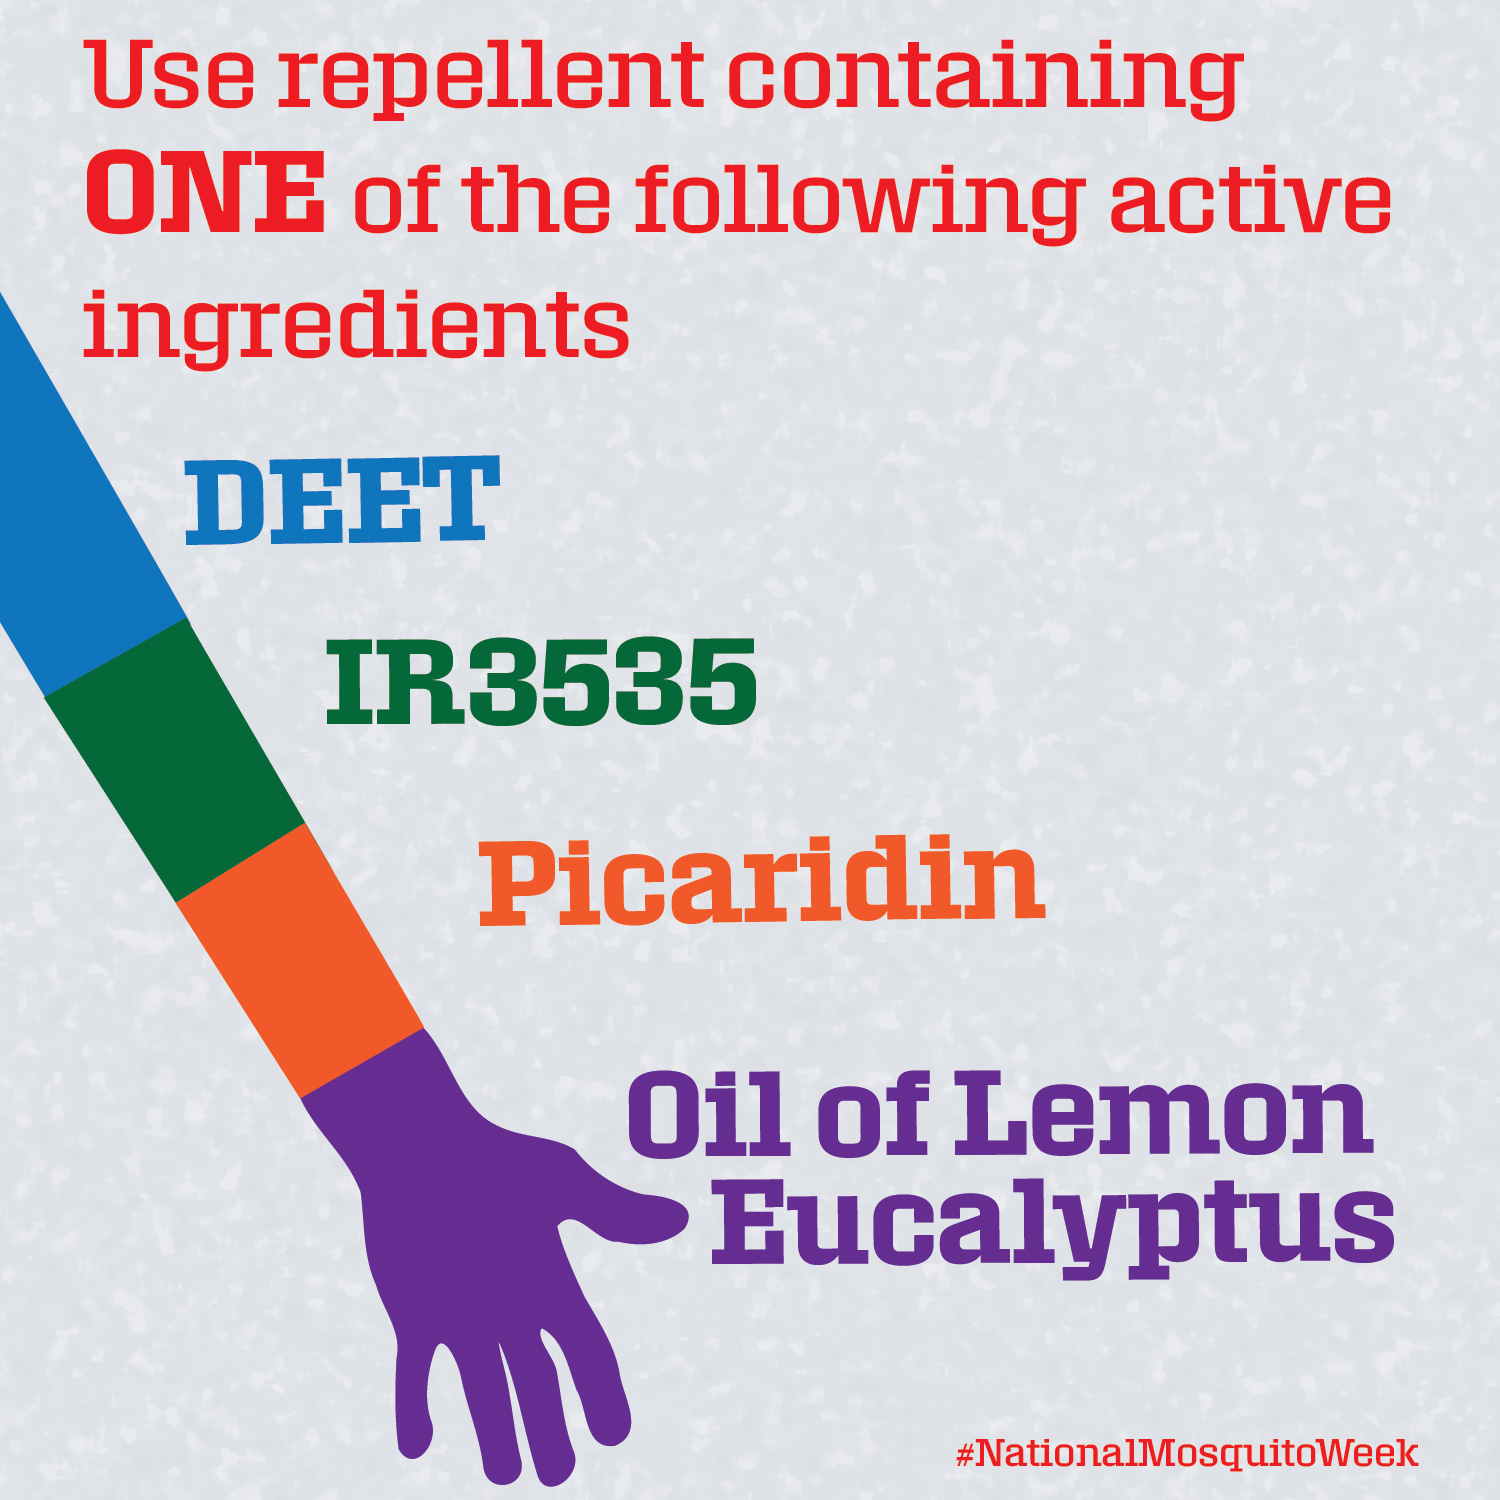 Use repellent containing
ONE of the following active
ingredients
DEET
IR3535
Picaridin
Oil of Lemon
Eucalyptus
#NationalMosquitoWeek